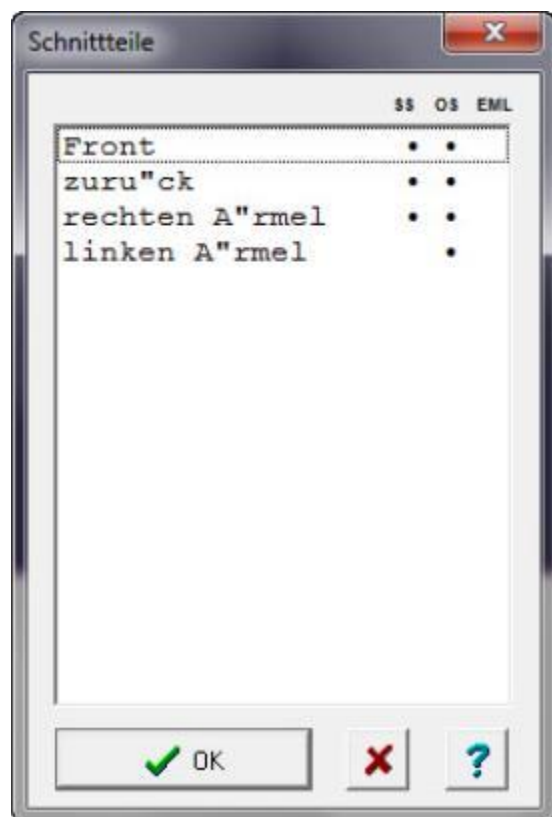 Schnittteile
SS OS EML
Front • •
zuru"ck • •
rechten A"rmel • •
linken A"rmel •
OK
?